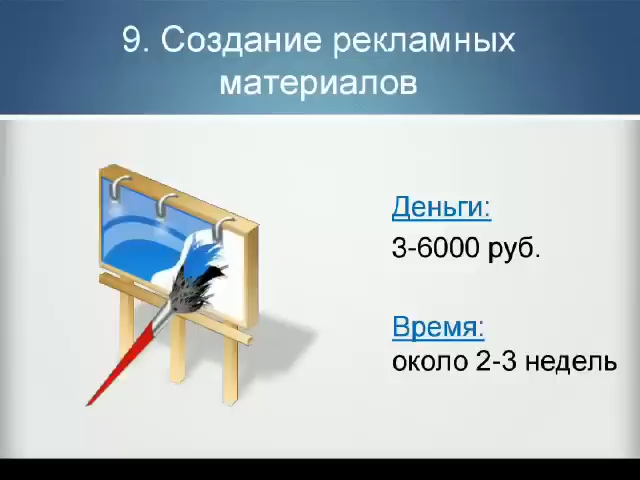 9. Создание рекламных
материалов
Деньги:
3-6000 руб.
Время:
около 2-3 недель